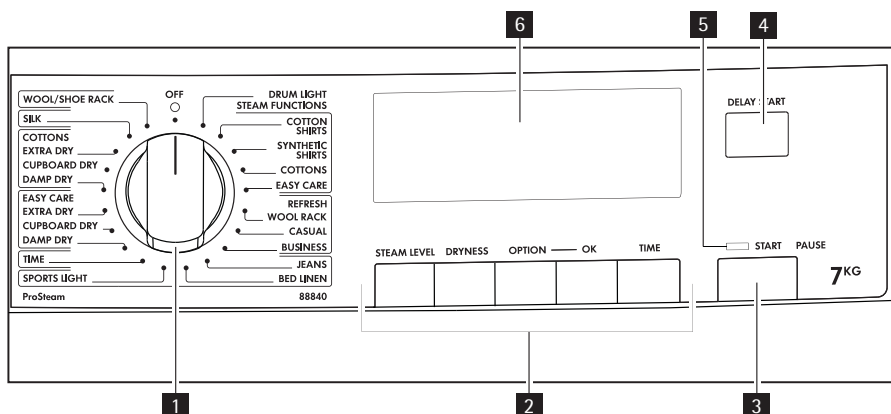 6
5
4
OFF
WOOL/SHOE RACK
SILK
COTTONS
EXTRA DRY
CUPBOARD DRY
DAMP DRY
EASY CARE
EXTRA DRY
CUPBOARD DRY
DAMP DRY
TIME
SPORTS LIGHT
ProSteam
DRUM LIGHT
STEAM FUNCTIONS
COTTON
SHIRTS
SYNTHETIC
SHIRTS
COTTONS
EASY CARE
REFRESH
WOOL RACK
CASUAL
BUSINESS
JEANS
BED LINEN
88840
STEAM LEVEL DRYNESS OPTION OK TIME
DELAY START
START PAUSE
7KG
1
2
3